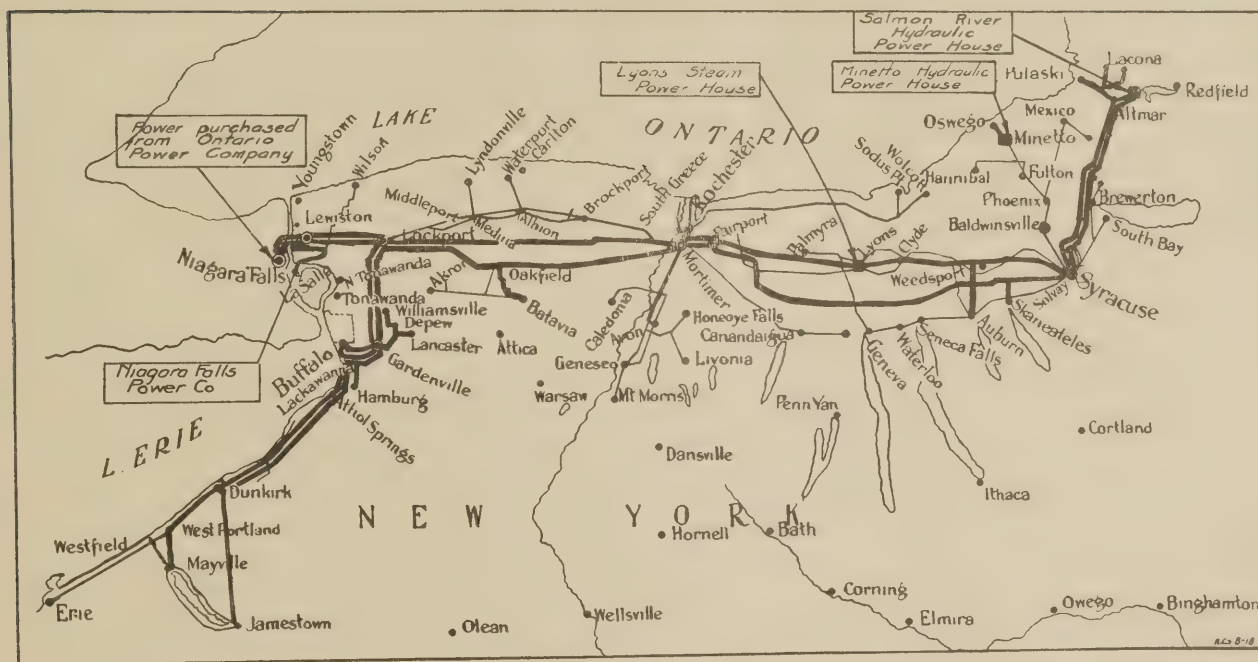 Salmon River
Hydraulic
Power House
Lacona
Pulaski
Redfield
Altmar
Lyons Steam
Power House
Minetto Hydraulic
Power House
Mexico
Oswego
Minetto
Power purchased
from Ontario
Power Company
LAKE
ONTARIO
Youngstown
Wilson
Lyndonville
Waterport
Carlton
South Greece
Rochester
Sodus Pt.
Wolcott
Hannibal
Fulton
Phoenix
Brewerton
Lewiston
Middleport
Medina
Albion
Brockport
Baldwinsville
South Bay
Lockport
Fairport
Palmyra
Lyons
Clyde
Weedsport
Niagara Falls
La Salle
N Tonawanda
Akron
Oakfield
Mortimer
Solvay
Syracuse
Tonawanda
Williamsville
Batavia
Caledonia
Honeoye Falls
Skaneateles
Depew
Lancaster
Attica
Avon
Canandaigua
Geneva
Waterloo
Seneca Falls
Auburn
Niagara Falls
Power Co
Buffalo
Lackawanna
Gardenville
Geneseo
Livonia
Hamburg
Warsaw
Mt Morris
Penn Yan
Athol Springs
L. ERIE
Cortland
Dansville
Dunkirk
Ithaca
NEW YORK
West Portland
Westfield
Hornell
Bath
Mayville
Erie
Corning
Jamestown
Olean
Wellsville
Elmira
Owego
Binghamton